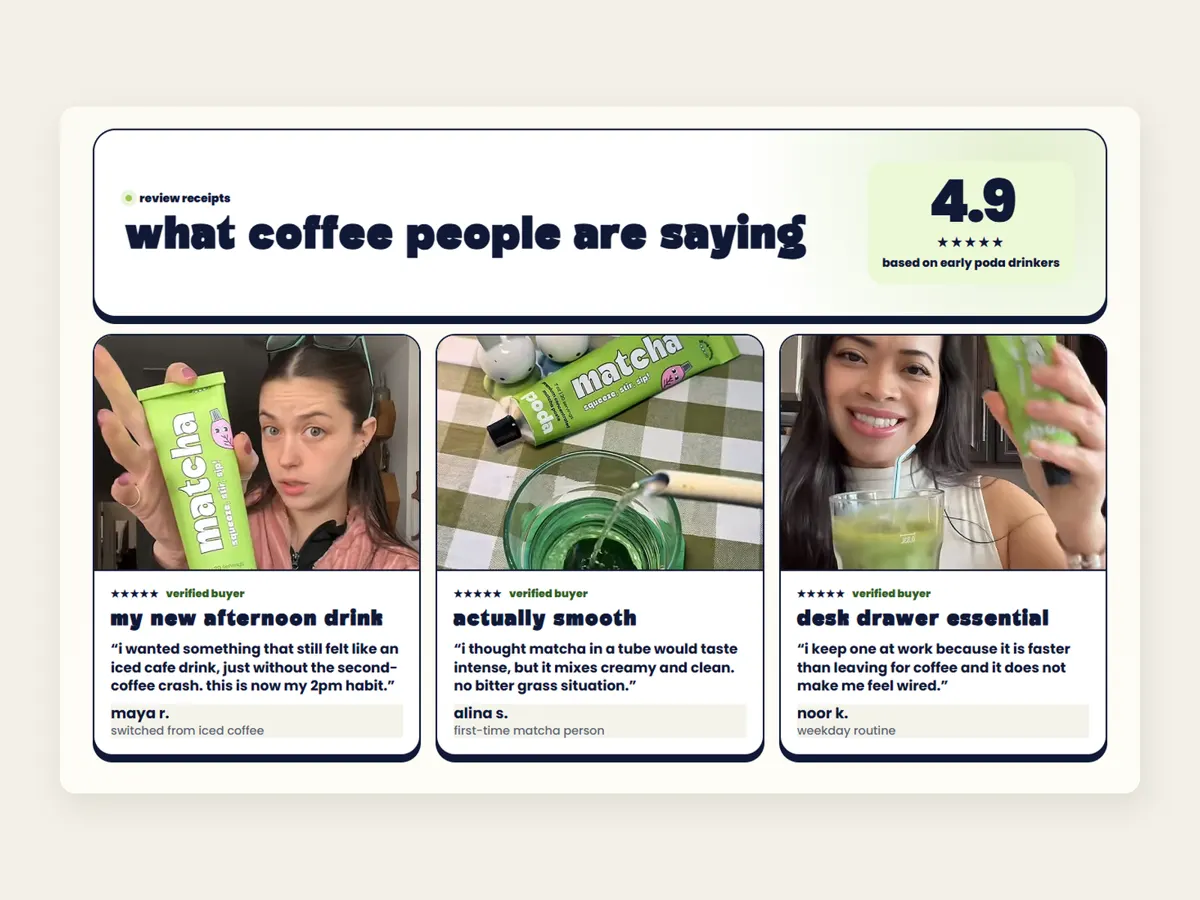 review receipts
what coffee people are saying
4.9
★★★★★
based on early poda drinkers
matcha
squeeze, stir, sip!
matcha
squeeze, stir, sip!
poda
★★★★★ verified buyer
my new afternoon drink
“i wanted something that still felt like an
iced cafe drink, just without the second-
coffee crash. this is now my 2pm habit.”
maya r.
switched from iced coffee
★★★★★ verified buyer
actually smooth
“i thought matcha in a tube would taste
intense, but it mixes creamy and clean.
no bitter grass situation.”
alina s.
first-time matcha person
★★★★★ verified buyer
desk drawer essential
“i keep one at work because it is faster
than leaving for coffee and it does not
make me feel wired.”
noor k.
weekday routine